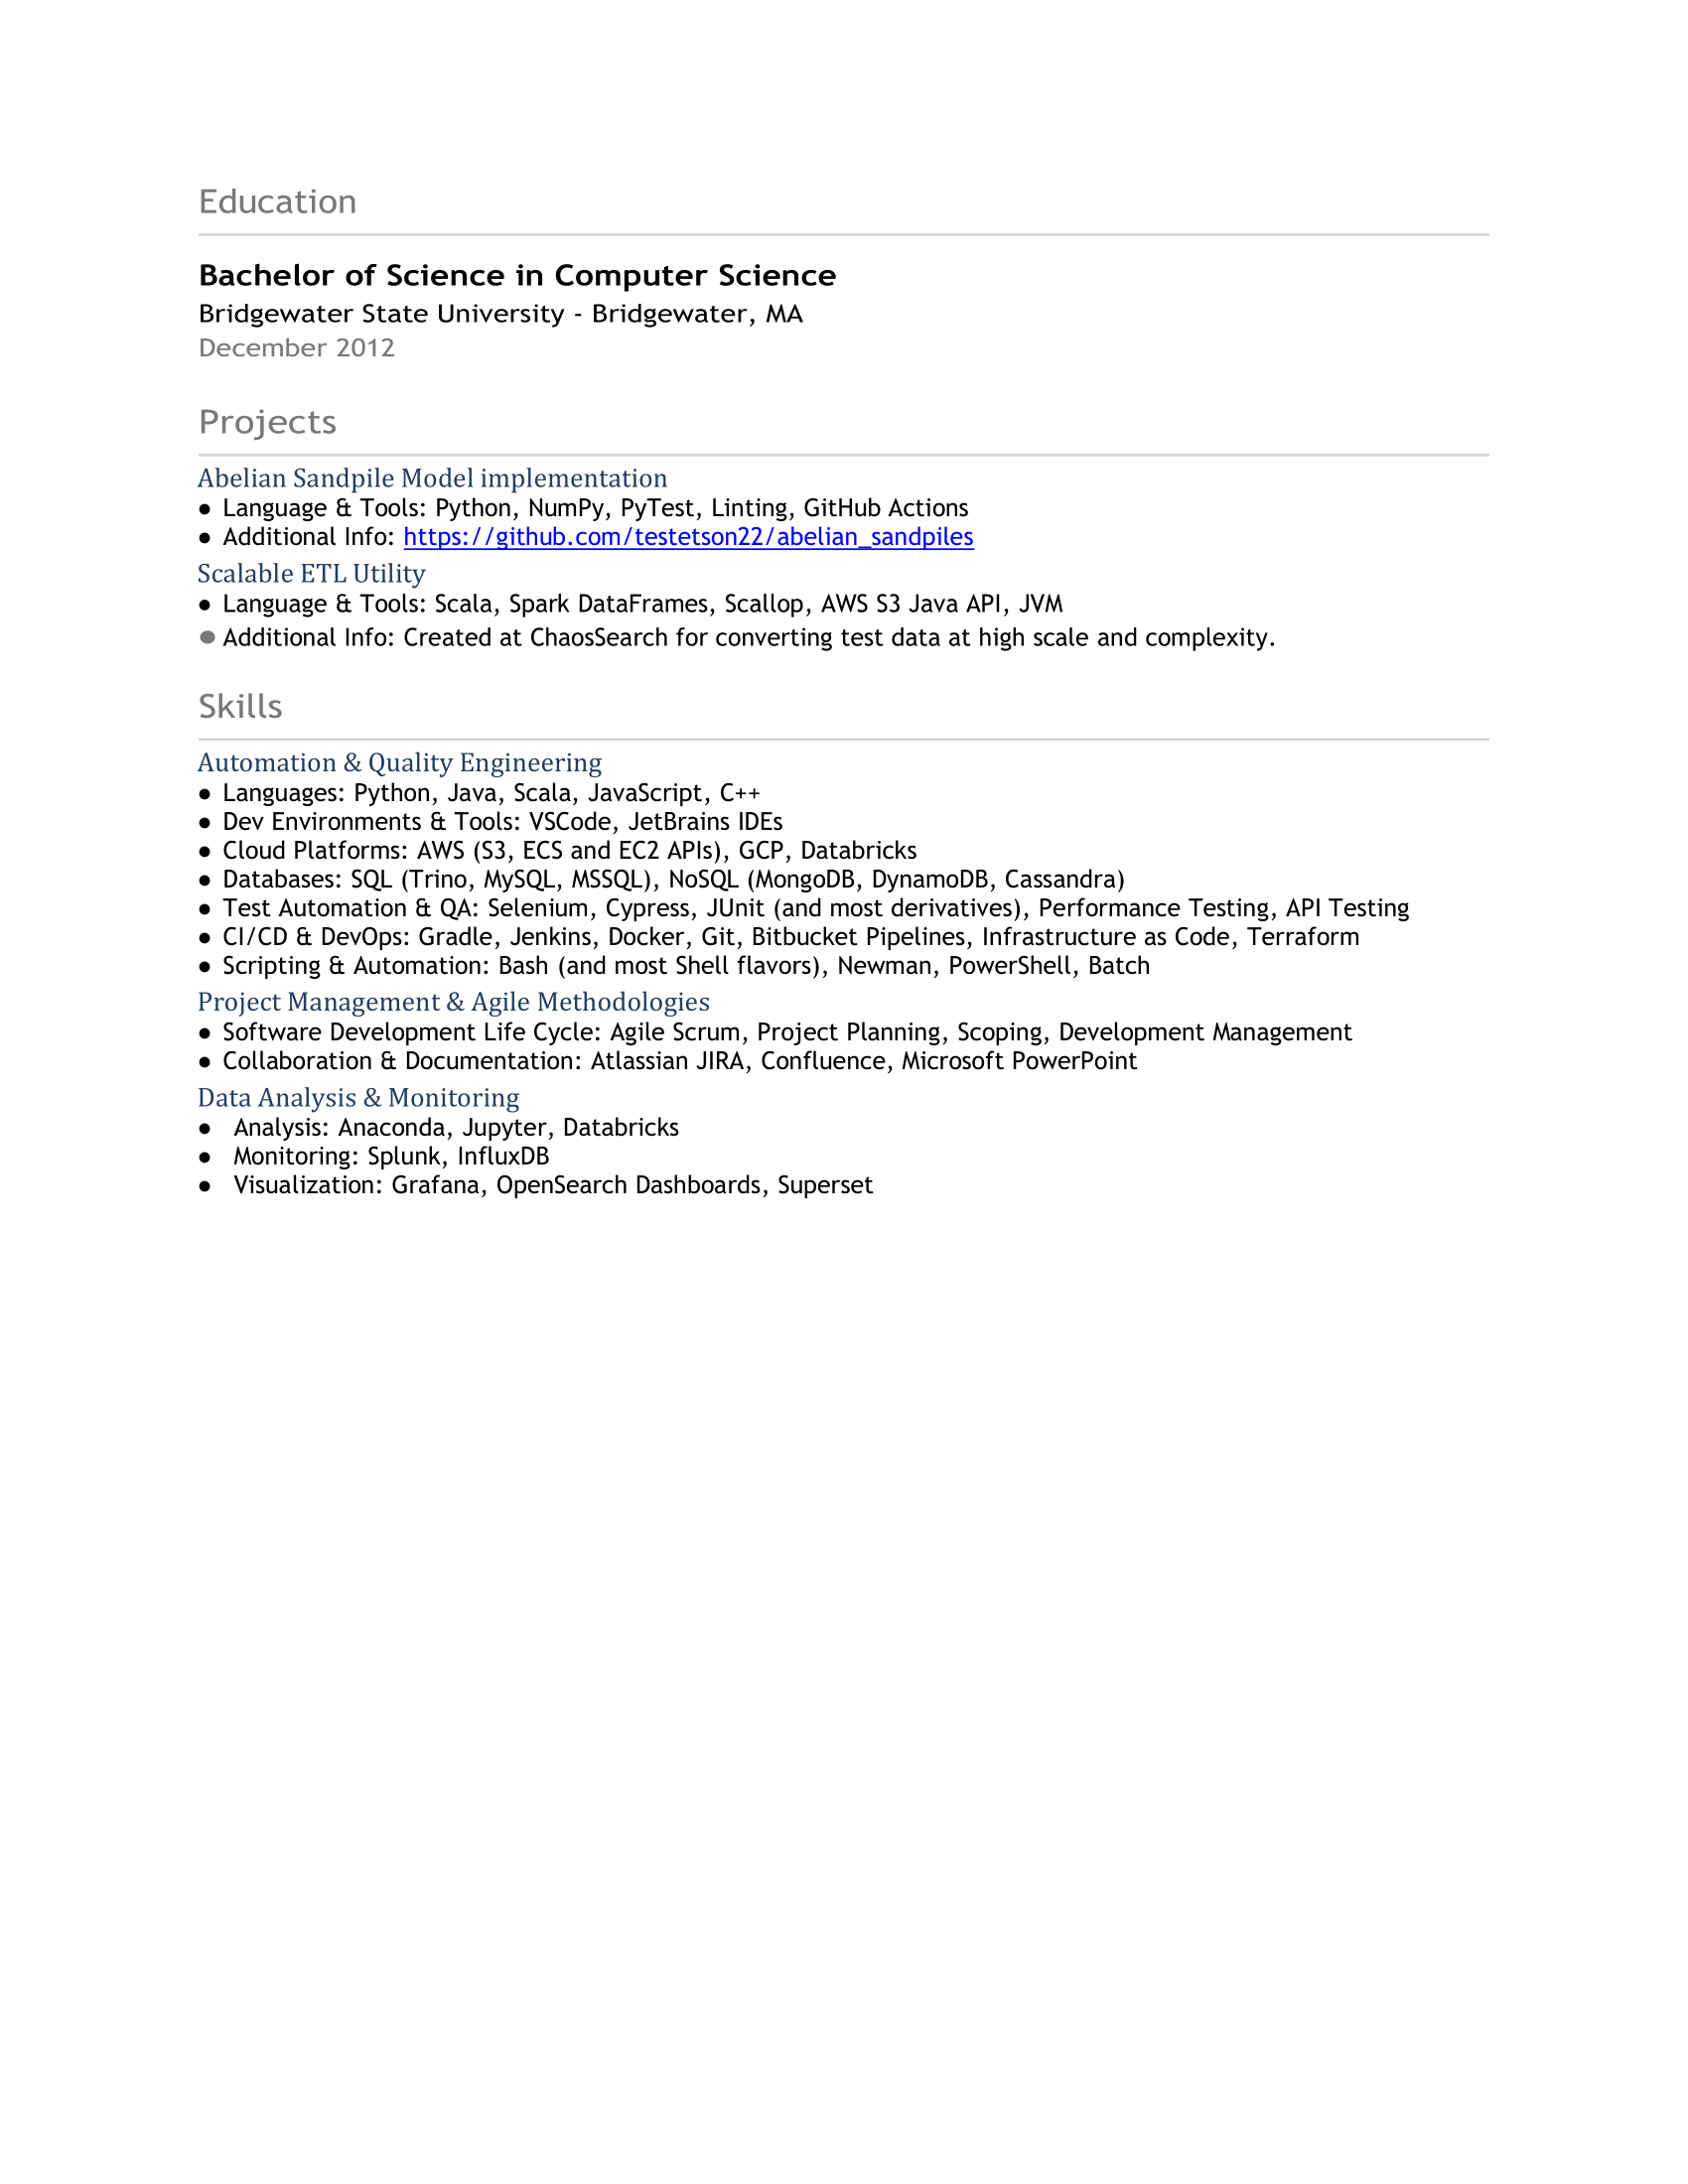 Education
Bachelor of Science in Computer Science
Bridgewater State University - Bridgewater, MA
December 2012
Projects
Abelian Sandpile Model implementation
● Language & Tools: Python, NumPy, PyTest, Linting, GitHub Actions
● Additional Info: https://github.com/testetson22/abelian_sandpiles
Scalable ETL Utility
● Language & Tools: Scala, Spark DataFrames, Scallop, AWS S3 Java API, JVM
● Additional Info: Created at ChaosSearch for converting test data at high scale and complexity.
Skills
Automation & Quality Engineering
● Languages: Python, Java, Scala, JavaScript, C++
● Dev Environments & Tools: VSCode, JetBrains IDEs
● Cloud Platforms: AWS (S3, ECS and EC2 APIs), GCP, Databricks
● Databases: SQL (Trino, MySQL, MSSQL), NoSQL (MongoDB, DynamoDB, Cassandra)
● Test Automation & QA: Selenium, Cypress, JUnit (and most derivatives), Performance Testing, API Testing
● CI/CD & DevOps: Gradle, Jenkins, Docker, Git, Bitbucket Pipelines, Infrastructure as Code, Terraform
● Scripting & Automation: Bash (and most Shell flavors), Newman, PowerShell, Batch
Project Management & Agile Methodologies
● Software Development Life Cycle: Agile Scrum, Project Planning, Scoping, Development Management
● Collaboration & Documentation: Atlassian JIRA, Confluence, Microsoft PowerPoint
Data Analysis & Monitoring
● Analysis: Anaconda, Jupyter, Databricks
● Monitoring: Splunk, InfluxDB
● Visualization: Grafana, OpenSearch Dashboards, Superset